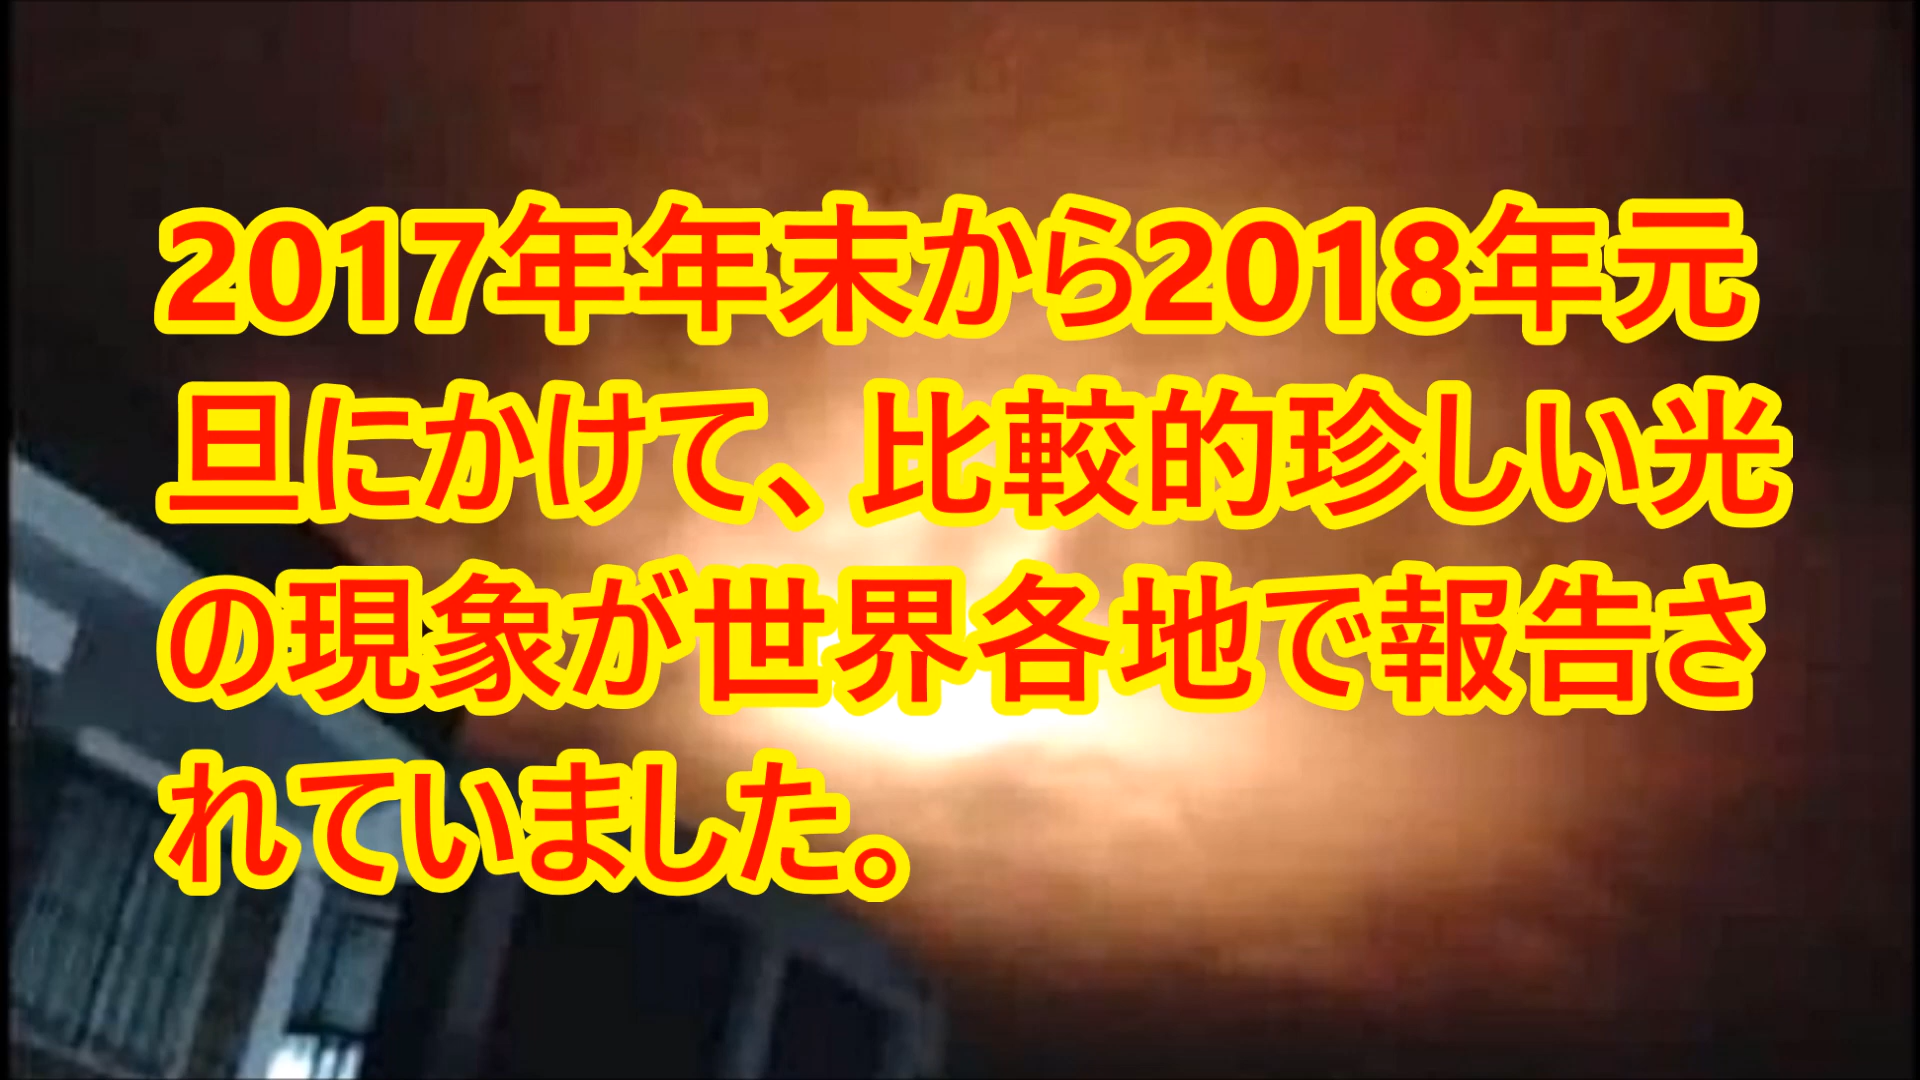 2017年年末から2018年元
旦にかけて、比較的珍しい光
の現象が世界各地で報告さ
れていました。